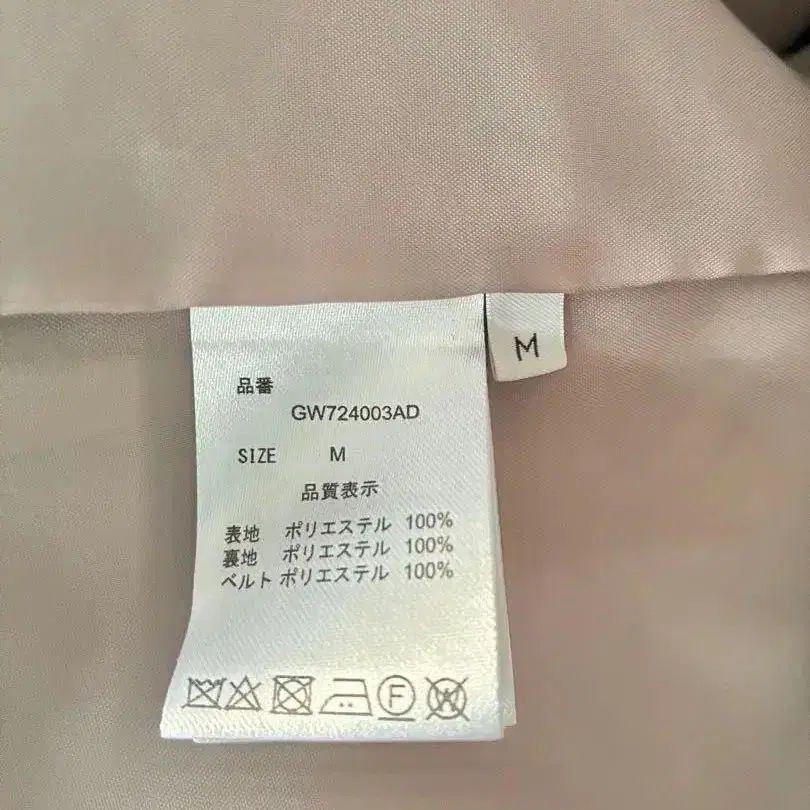 M
品番
GW724003AD
SIZE M
品質表示
表地 ポリエステル 100%
裏地 ポリエステル 100%
ベルト ポリエステル 100%
F
W